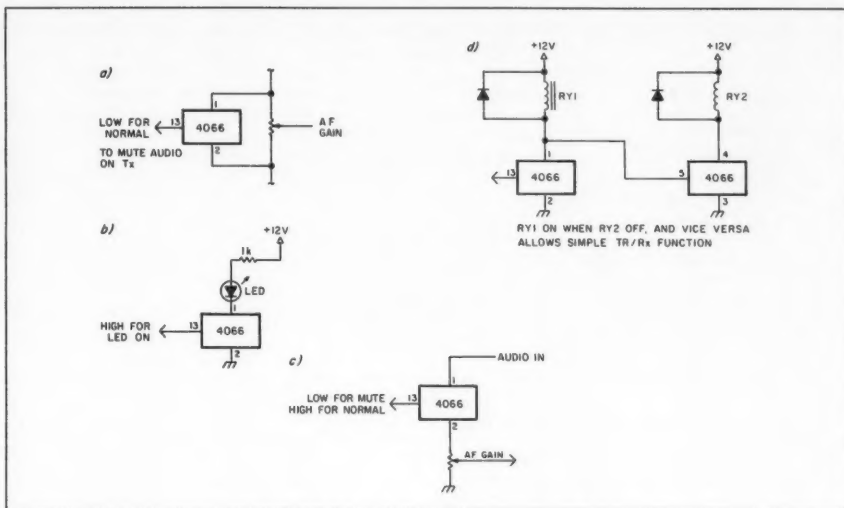 a)
1
LOW FOR
NORMAL
13
4066
AF
GAIN
TO MUTE AUDIO
ON Tx
2
b)
+12V
1k
LED
1
HIGH FOR
LED ON
13
4066
2
c)
AUDIO IN
1
LOW FOR MUTE
HIGH FOR NORMAL
13
4066
2
AF GAIN
d)
+12V
+12V
RY1
RY2
1
4
13
4066
5
4066
2
3
RY1 ON WHEN RY2 OFF, AND VICE VERSA
ALLOWS SIMPLE TR/Rx FUNCTION